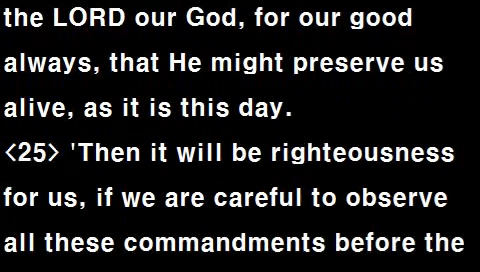 the LORD our God, for our good
always, that He might preserve us
alive, as it is this day.
<25> 'Then it will be righteousness
for us, if we are careful to observe
all these commandments before the